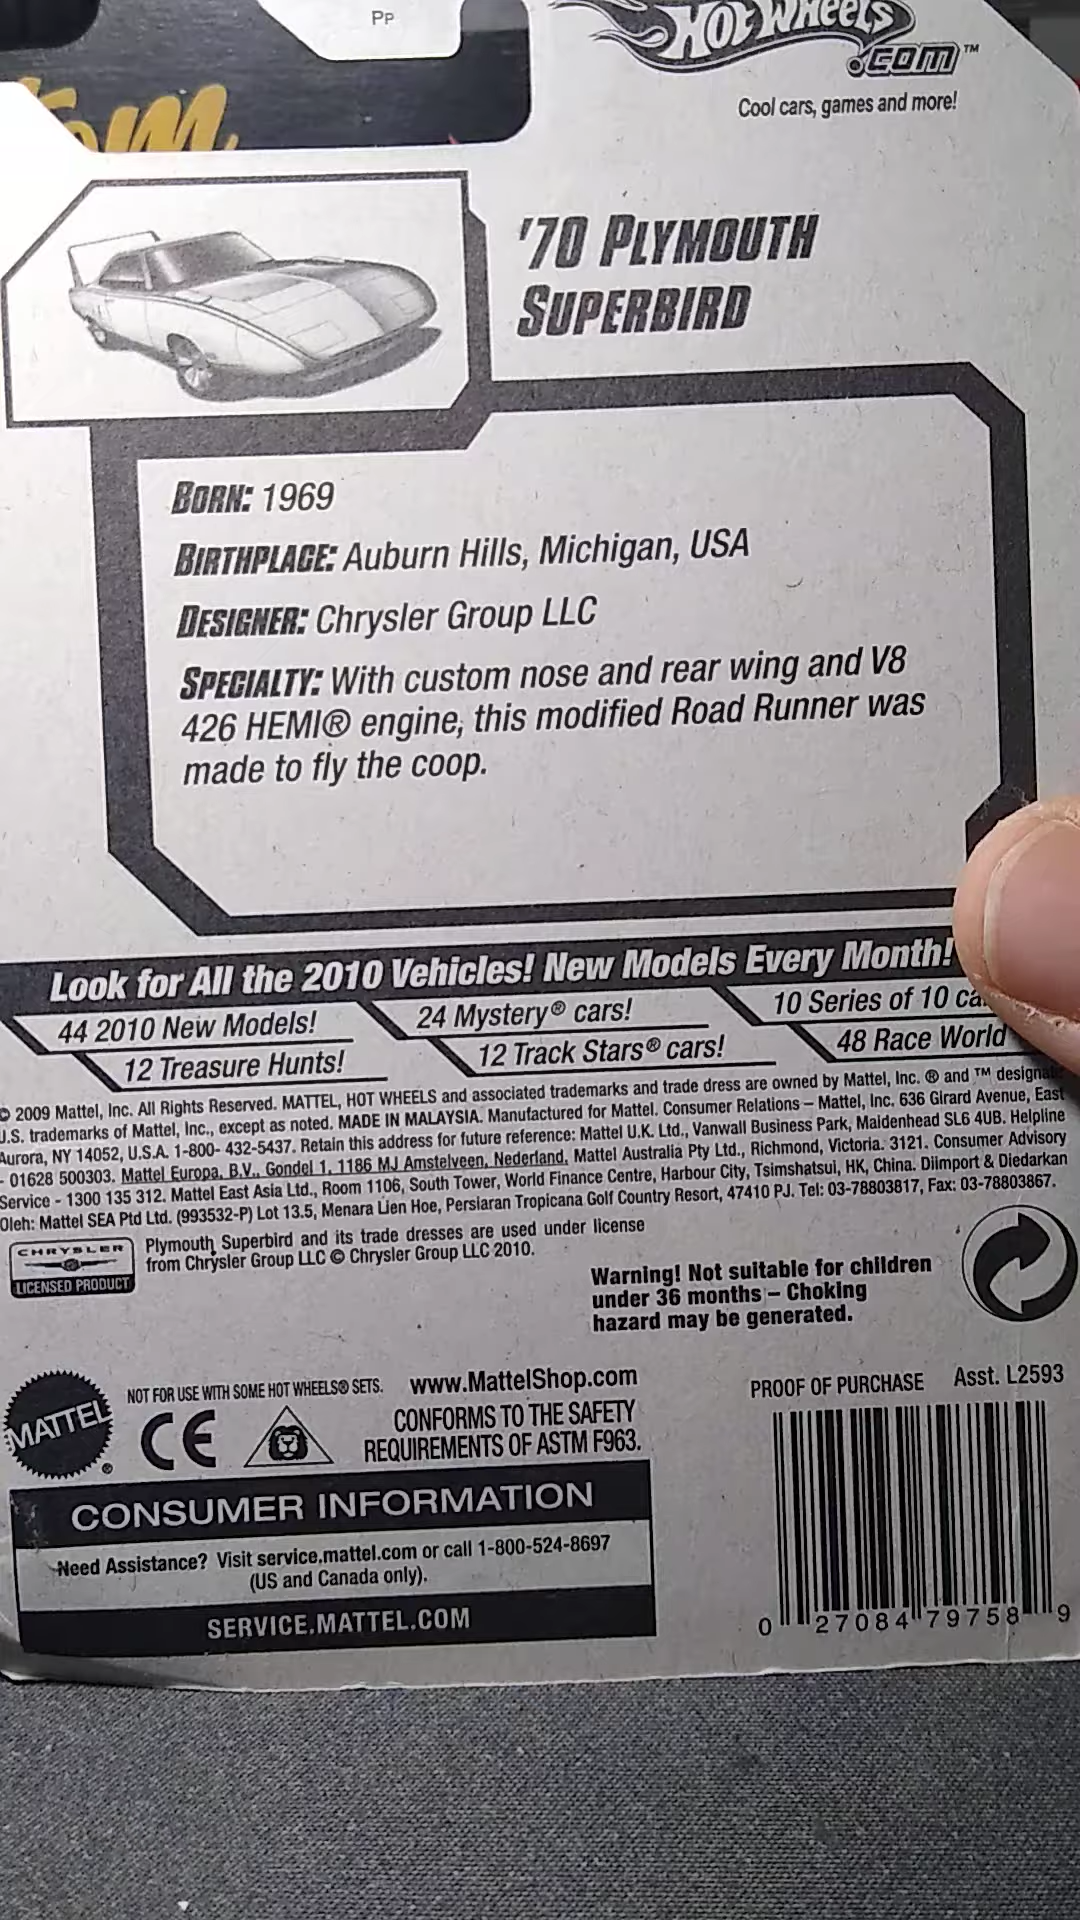 PP
Hot Wheels
.COM™
Cool cars, games and more!
'70 PLYMOUTH
SUPERBIRD
BORN: 1969
BIRTHPLACE: Auburn Hills, Michigan, USA
DESIGNER: Chrysler Group LLC
SPECIALTY: With custom nose and rear wing and V8
426 HEMI® engine, this modified Road Runner was
made to fly the coop.
Look for All the 2010 Vehicles! New Models Every Month!
44 2010 New Models!
24 Mystery® cars!
10 Series of 10
12 Treasure Hunts!
12 Track Stars® cars!
48 Race World
© 2009 Mattel, Inc. All Rights Reserved. MATTEL, HOT WHEELS and associated trademarks and trade dress are owned by Mattel, Inc. ® and ™
U.S. trademarks of Mattel, Inc., except as noted. MADE IN MALAYSIA. Manufactured for Mattel. Consumer Relations – Mattel, Inc. 636 Girard Avenue, East
Aurora, NY 14052, U.S.A. 1-800- 432-5437. Retain this address for future reference: Mattel U.K. Ltd., Vanwall Business Park, Maidenhead SL6 4UB. Helpline
- 01628 500303. Mattel Europa, B.V., Gondel 1, 1186 MJ Amstelveen, Nederland. Mattel Australia Pty Ltd., Richmond, Victoria. 3121. Consumer Advisory
Service - 1300 135 312. Mattel East Asia Ltd., Room 1106, South Tower, World Finance Centre, Harbour City, Tsimshatsui, HK, China. Diimport & Diedarkan
Oleh: Mattel SEA Ptd Ltd. (993532-P) Lot 13.5, Menara Lien Hoe, Persiaran Tropicana Golf Country Resort, 47410 PJ. Tel: 03-78803817, Fax: 03-78803867.
CHRYSLER
LICENSED PRODUCT
Plymouth, Superbird and its trade dresses are used under license
from Chrysler Group LLC © Chrysler Group LLC 2010.
Warning! Not suitable for children
under 36 months – Choking
hazard may be generated.
MATTEL®
NOT FOR USE WITH SOME HOT WHEELS® SETS.
www.MattelShop.com
CE
CONFORMS TO THE SAFETY
REQUIREMENTS OF ASTM F963.
PROOF OF PURCHASE Asst. L2593
CONSUMER INFORMATION
Need Assistance? Visit service.mattel.com or call 1-800-524-8697
(US and Canada only).
SERVICE.MATTEL.COM
0 27084 79758 9